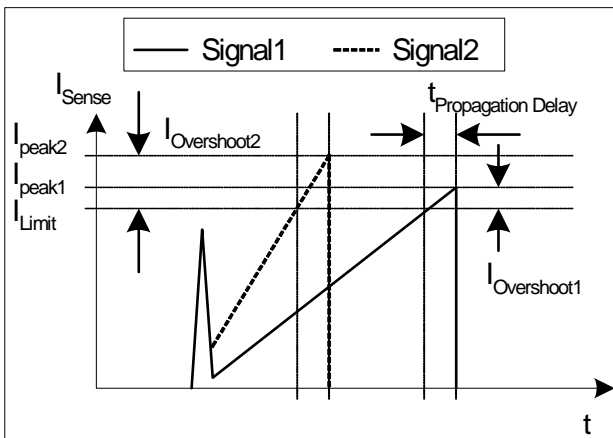 Signal1 Signal2
I_Sense
t_Propagation Delay
I_peak2
I_Overshoot2
I_peak1
I_Limit
I_Overshoot1
t